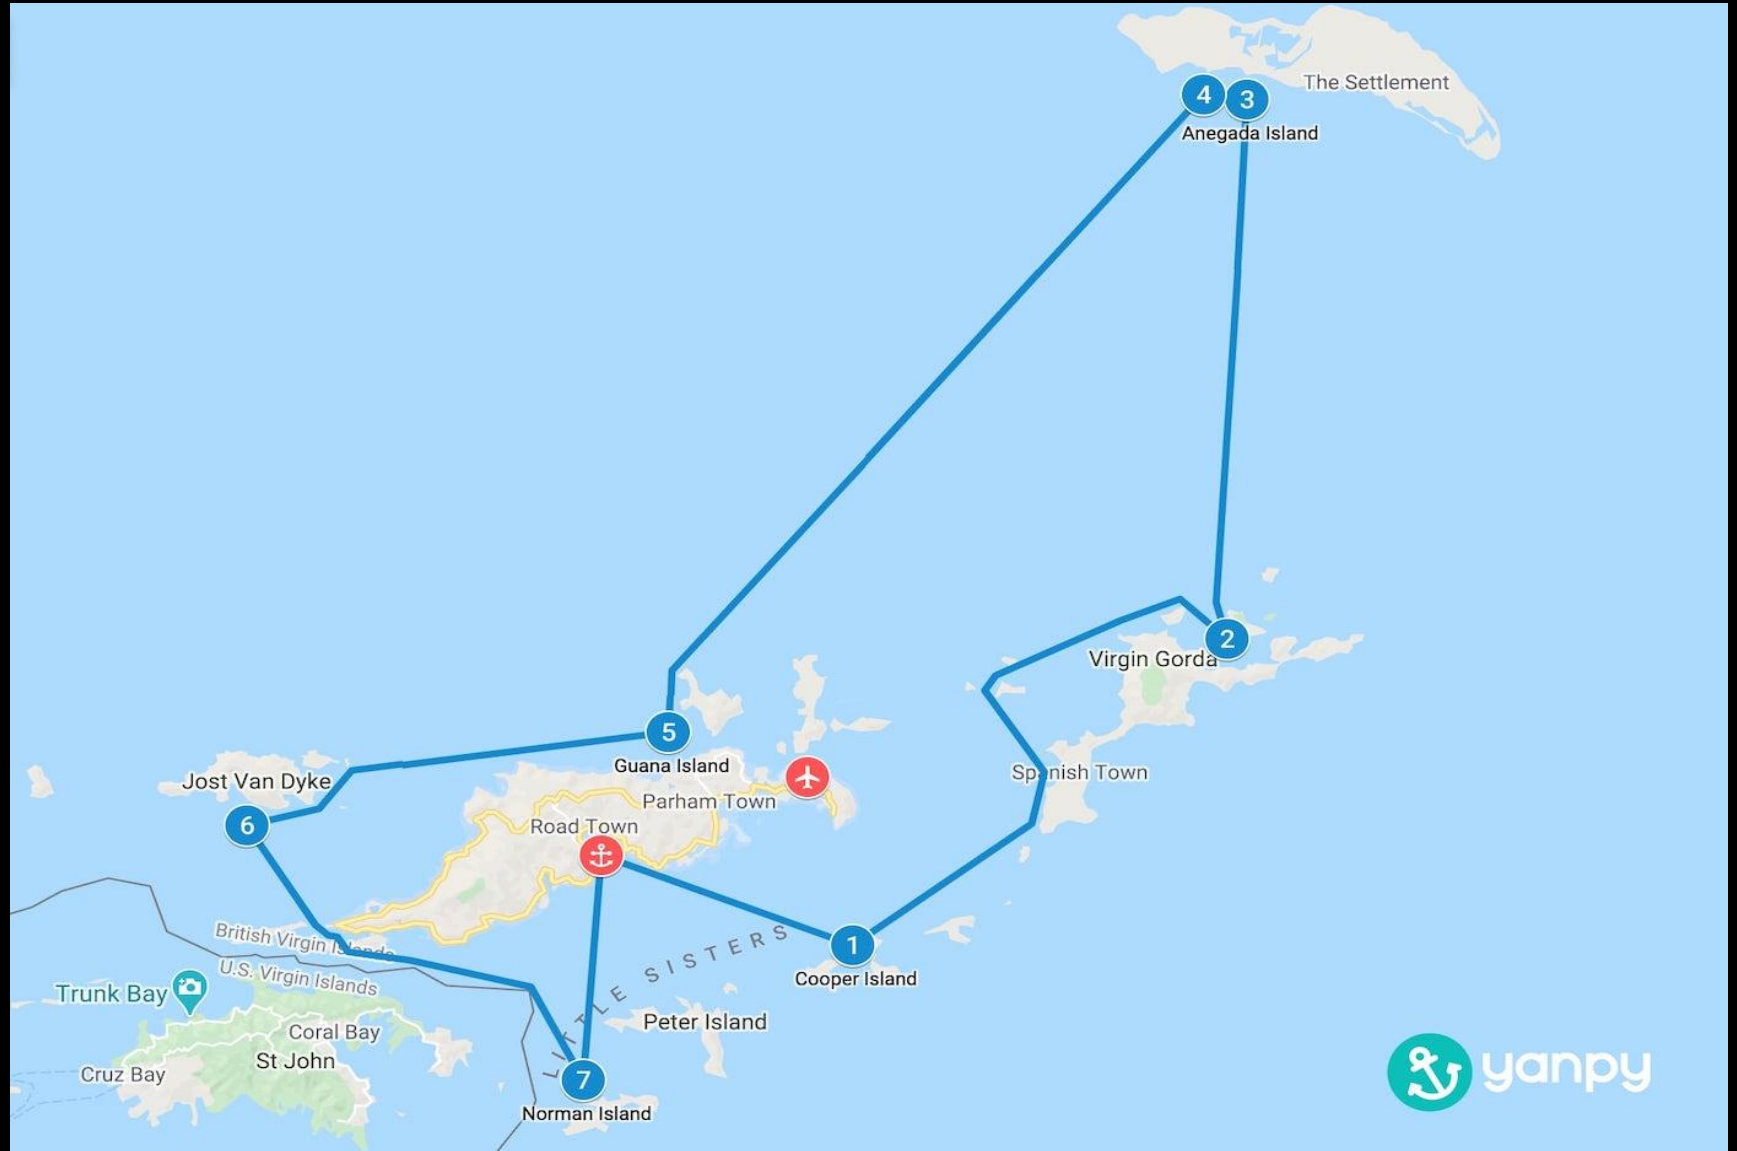 The Settlement
4
3
Anegada Island
2
Virgin Gorda
5
Guana Island
Jost Van Dyke
Spanish Town
Parham Town
6
Road Town
British Virgin Islands
1
LITTLE SISTERS
U.S. Virgin Islands
Cooper Island
Trunk Bay
Peter Island
Coral Bay
St John
Cruz Bay
7
yanpy
Norman Island